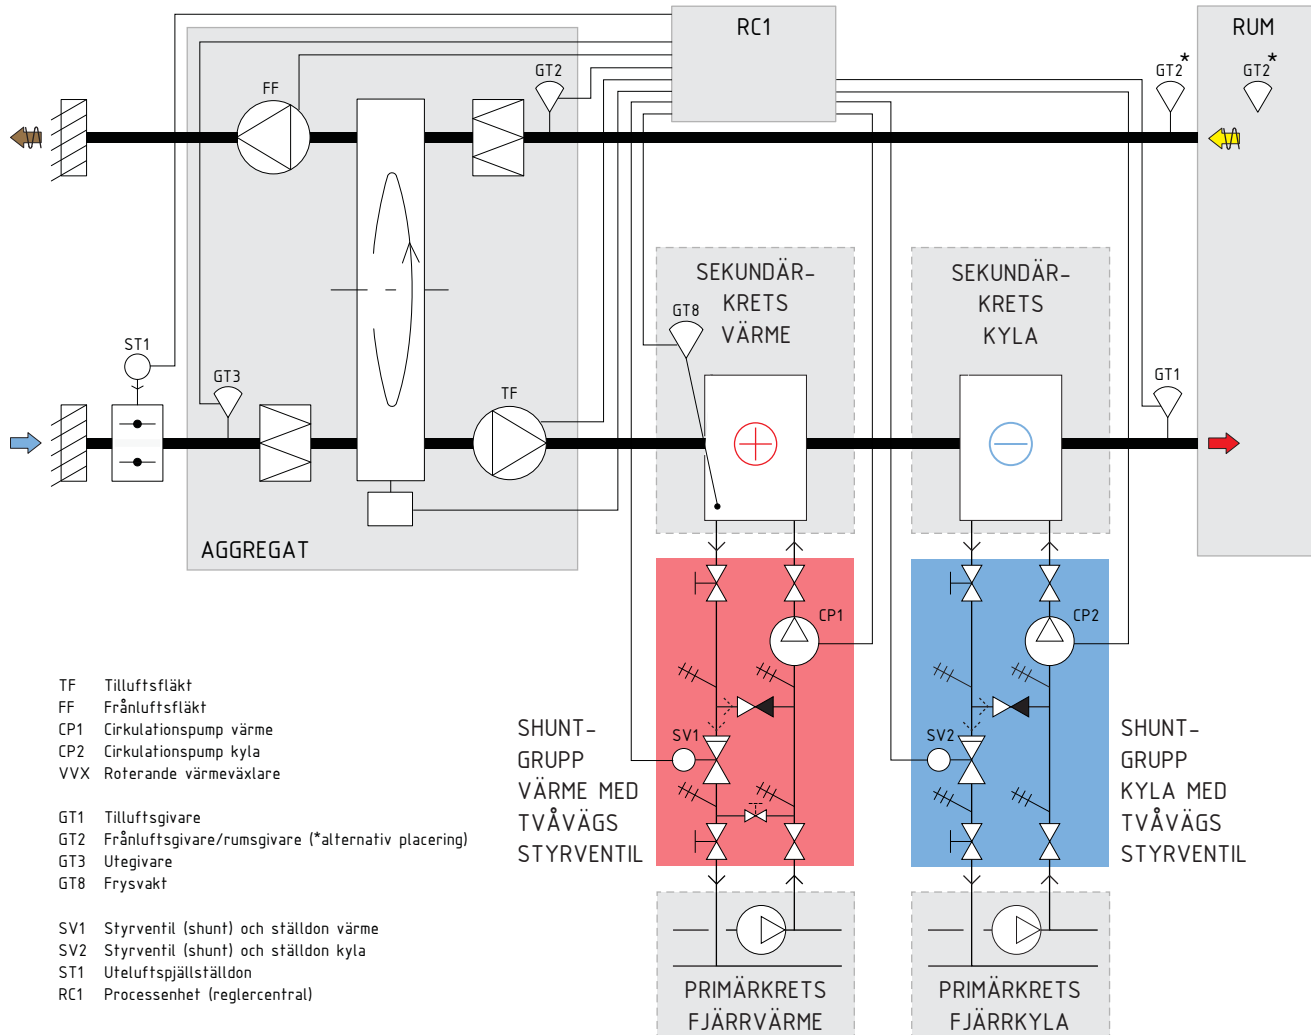 RC1
RUM
GT2*
GT2*
GT2
FF
SEKUNDÄR-
KRETS
VÄRME
SEKUNDÄR-
KRETS
KYLA
GT8
ST1
GT3
TF
GT1
AGGREGAT
CP1
CP2
TF Tilluftsfläkt
FF Frånluftsfläkt
CP1 Cirkulationspump värme
CP2 Cirkulationspump kyla
VVX Roterande värmeväxlare
GT1 Tilluftsgivare
GT2 Frånluftsgivare/rumsgivare (*alternativ placering)
GT3 Utegivare
GT8 Frysvakt
SV1 Styrventil (shunt) och ställdon värme
SV2 Styrventil (shunt) och ställdon kyla
ST1 Uteluftspjällställdon
RC1 Processenhet (reglercentral)
SHUNT-
GRUPP
VÄRME MED
TVÅVÄGS
STYRVENTIL
SV1
SV2
SHUNT-
GRUPP
KYLA MED
TVÅVÄGS
STYRVENTIL
PRIMÄRKRETS
FJÄRRVÄRME
PRIMÄRKRETS
FJÄRRKYLA